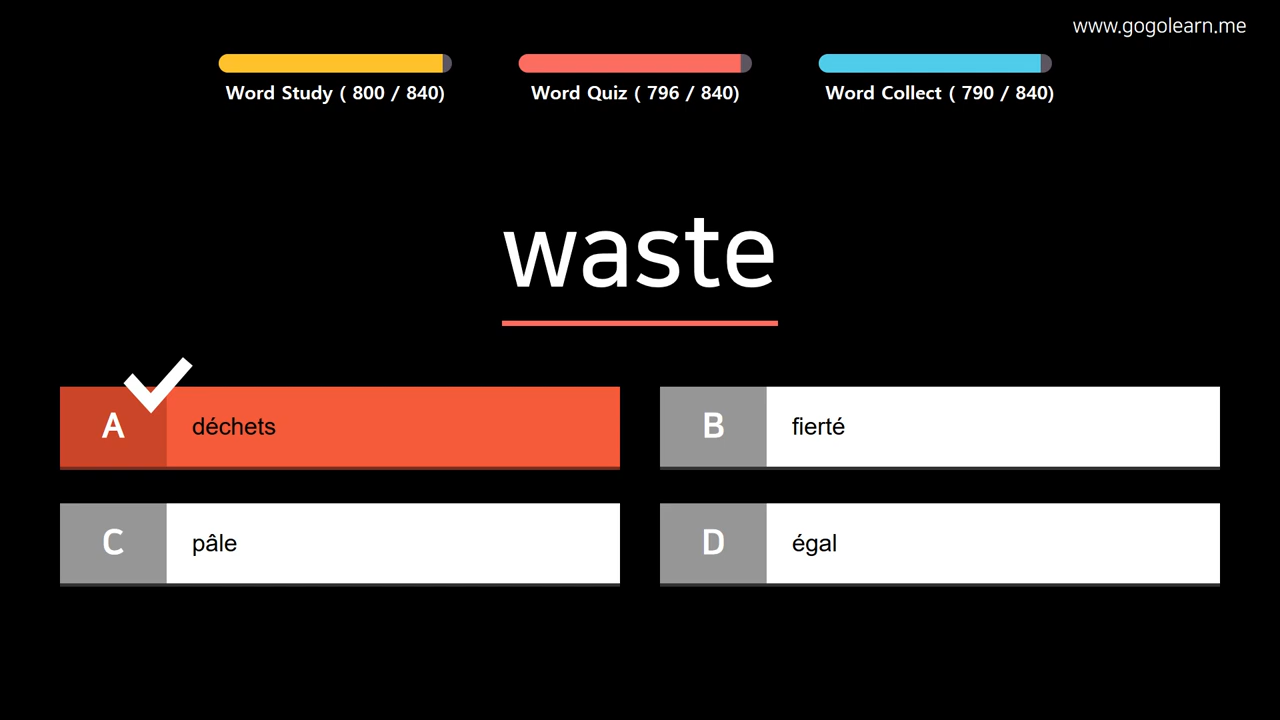 www.gogolearn.me
Word Study ( 800 / 840)
Word Quiz ( 796 / 840)
Word Collect ( 790 / 840)
waste
A déchets
B fierté
C pâle
D égal